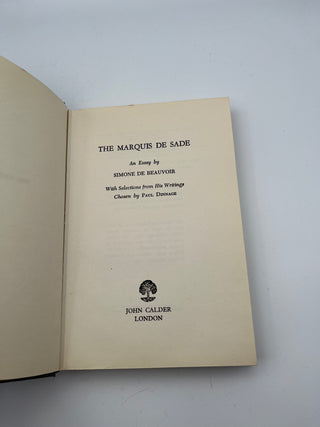 THE MARQUIS DE SADE
An Essay by
SIMONE DE BEAUVOIR
With Selections from His Writings
Chosen by PAUL DINNAGE
JOHN CALDER
LONDON